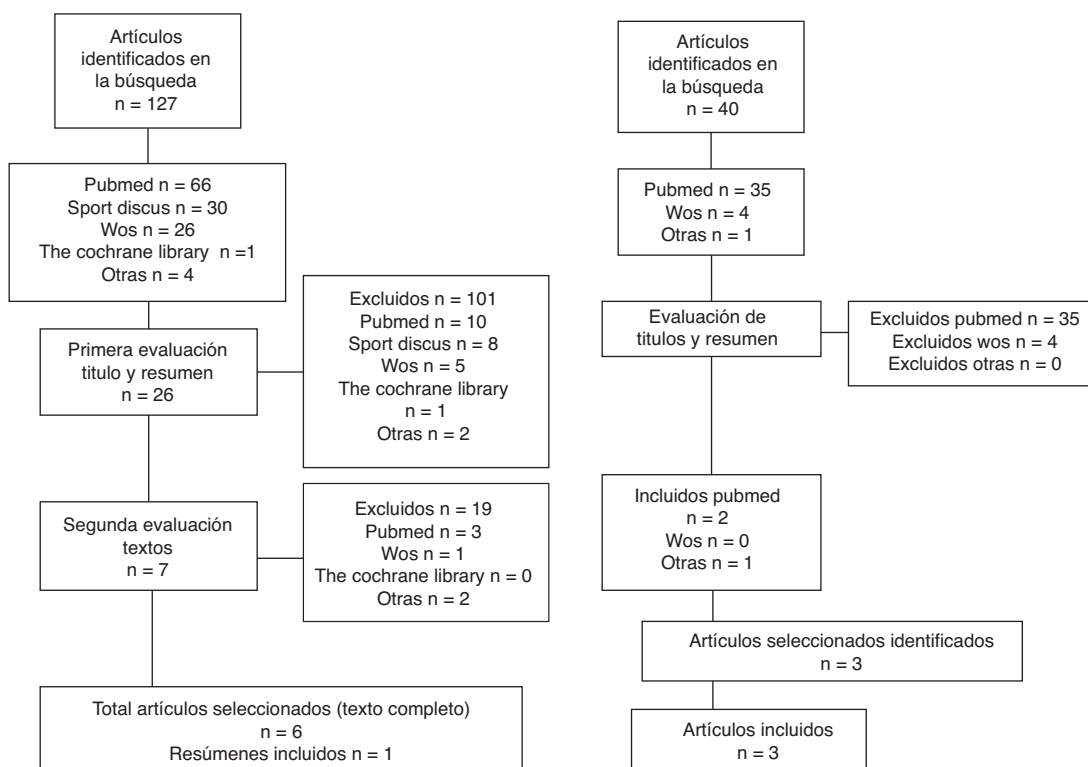 Artículos
identificados en
la búsqueda
n = 127
Pubmed n = 66
Sport discus n = 30
Wos n = 26
The cochrane library n =1
Otras n = 4
Excluidos n = 101
Pubmed n = 10
Sport discus n = 8
Wos n = 5
The cochrane library
n = 1
Otras n = 2
Primera evaluación
titulo y resumen
n = 26
Segunda evaluación
textos
n = 7
Excluidos n = 19
Pubmed n = 3
Wos n = 1
The cochrane library n = 0
Otras n = 2
Total artículos seleccionados (texto completo)
n = 6
Resúmenes incluidos n = 1
Artículos
identificados en
la búsqueda
n = 40
Pubmed n = 35
Wos n = 4
Otras n = 1
Evaluación de
titulos y resumen
Excluidos pubmed n = 35
Excluidos wos n = 4
Excluidos otras n = 0
Incluidos pubmed
n = 2
Wos n = 0
Otras n = 1
Artículos seleccionados identificados
n = 3
Artículos incluidos
n = 3